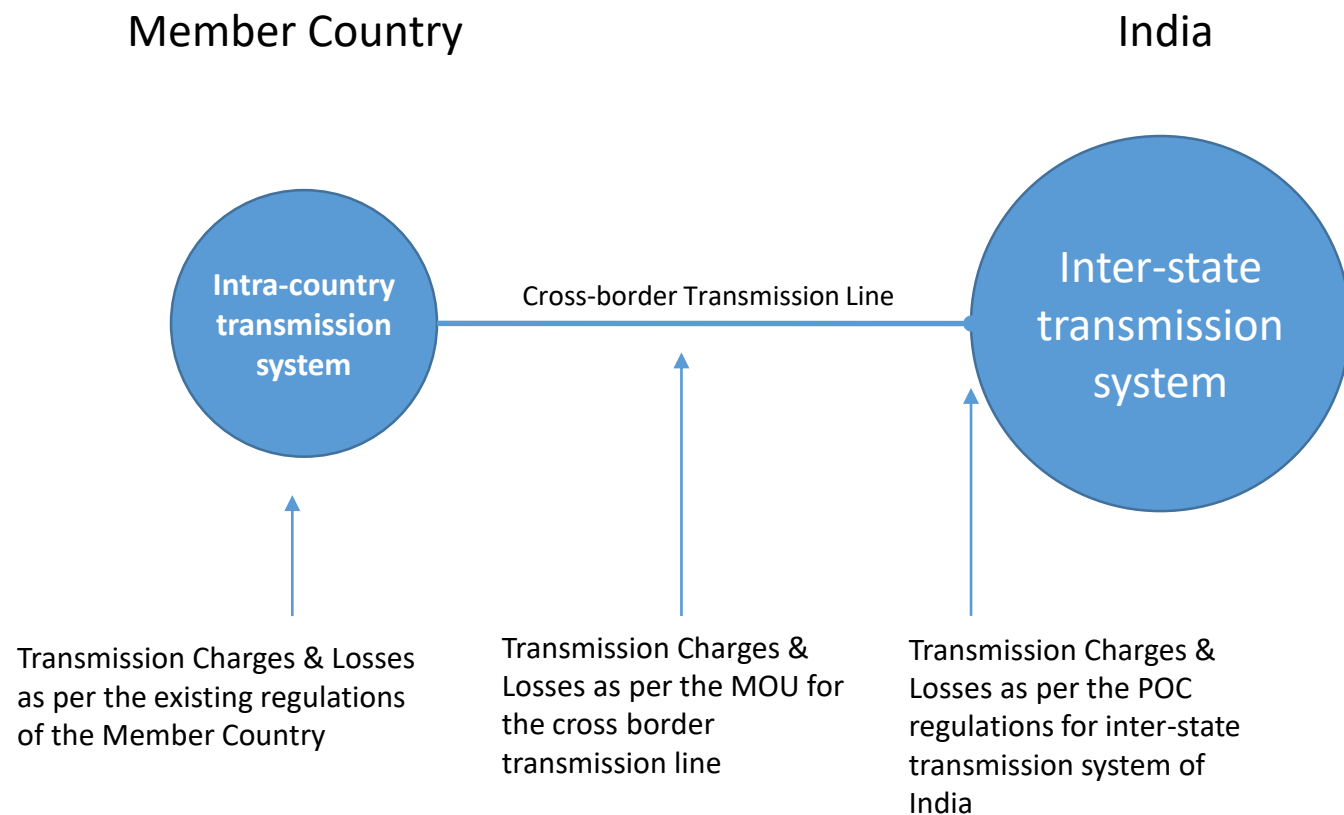 Member Country
India
Intra-country
transmission
system
Cross-border Transmission Line
Inter-state
transmission
system
Transmission Charges & Losses
as per the existing regulations
of the Member Country
Transmission Charges &
Losses as per the MOU for
the cross border
transmission line
Transmission Charges &
Losses as per the POC
regulations for inter-state
transmission system of
India